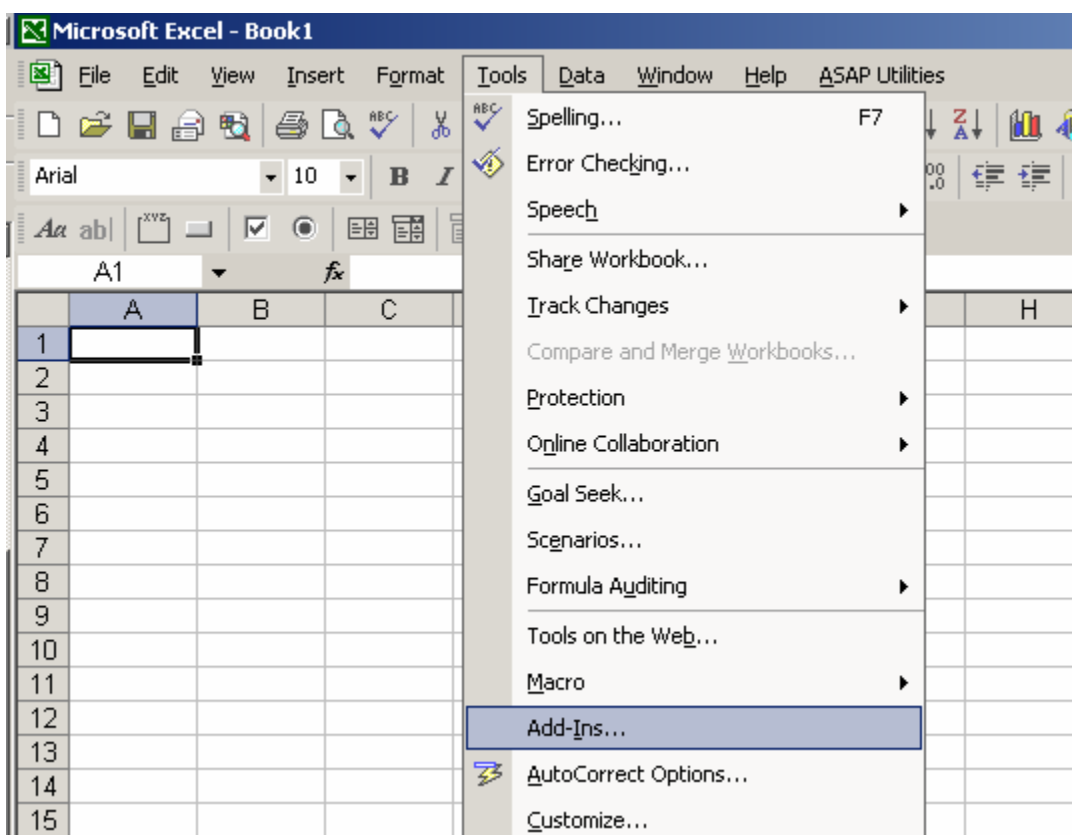 Microsoft Excel - Book1
File Edit View Insert Format Tools Data Window Help ASAP Utilities
Arial 10 B I
Aa ab| XYZ
A1 fx
A B C H
1
2
3
4
5
6
7
8
9
10
11
12
13
14
15
Spelling... F7
Error Checking...
Speech
Share Workbook...
Track Changes
Compare and Merge Workbooks...
Protection
Online Collaboration
Goal Seek...
Scenarios...
Formula Auditing
Tools on the Web...
Macro
Add-Ins...
AutoCorrect Options...
Customize...